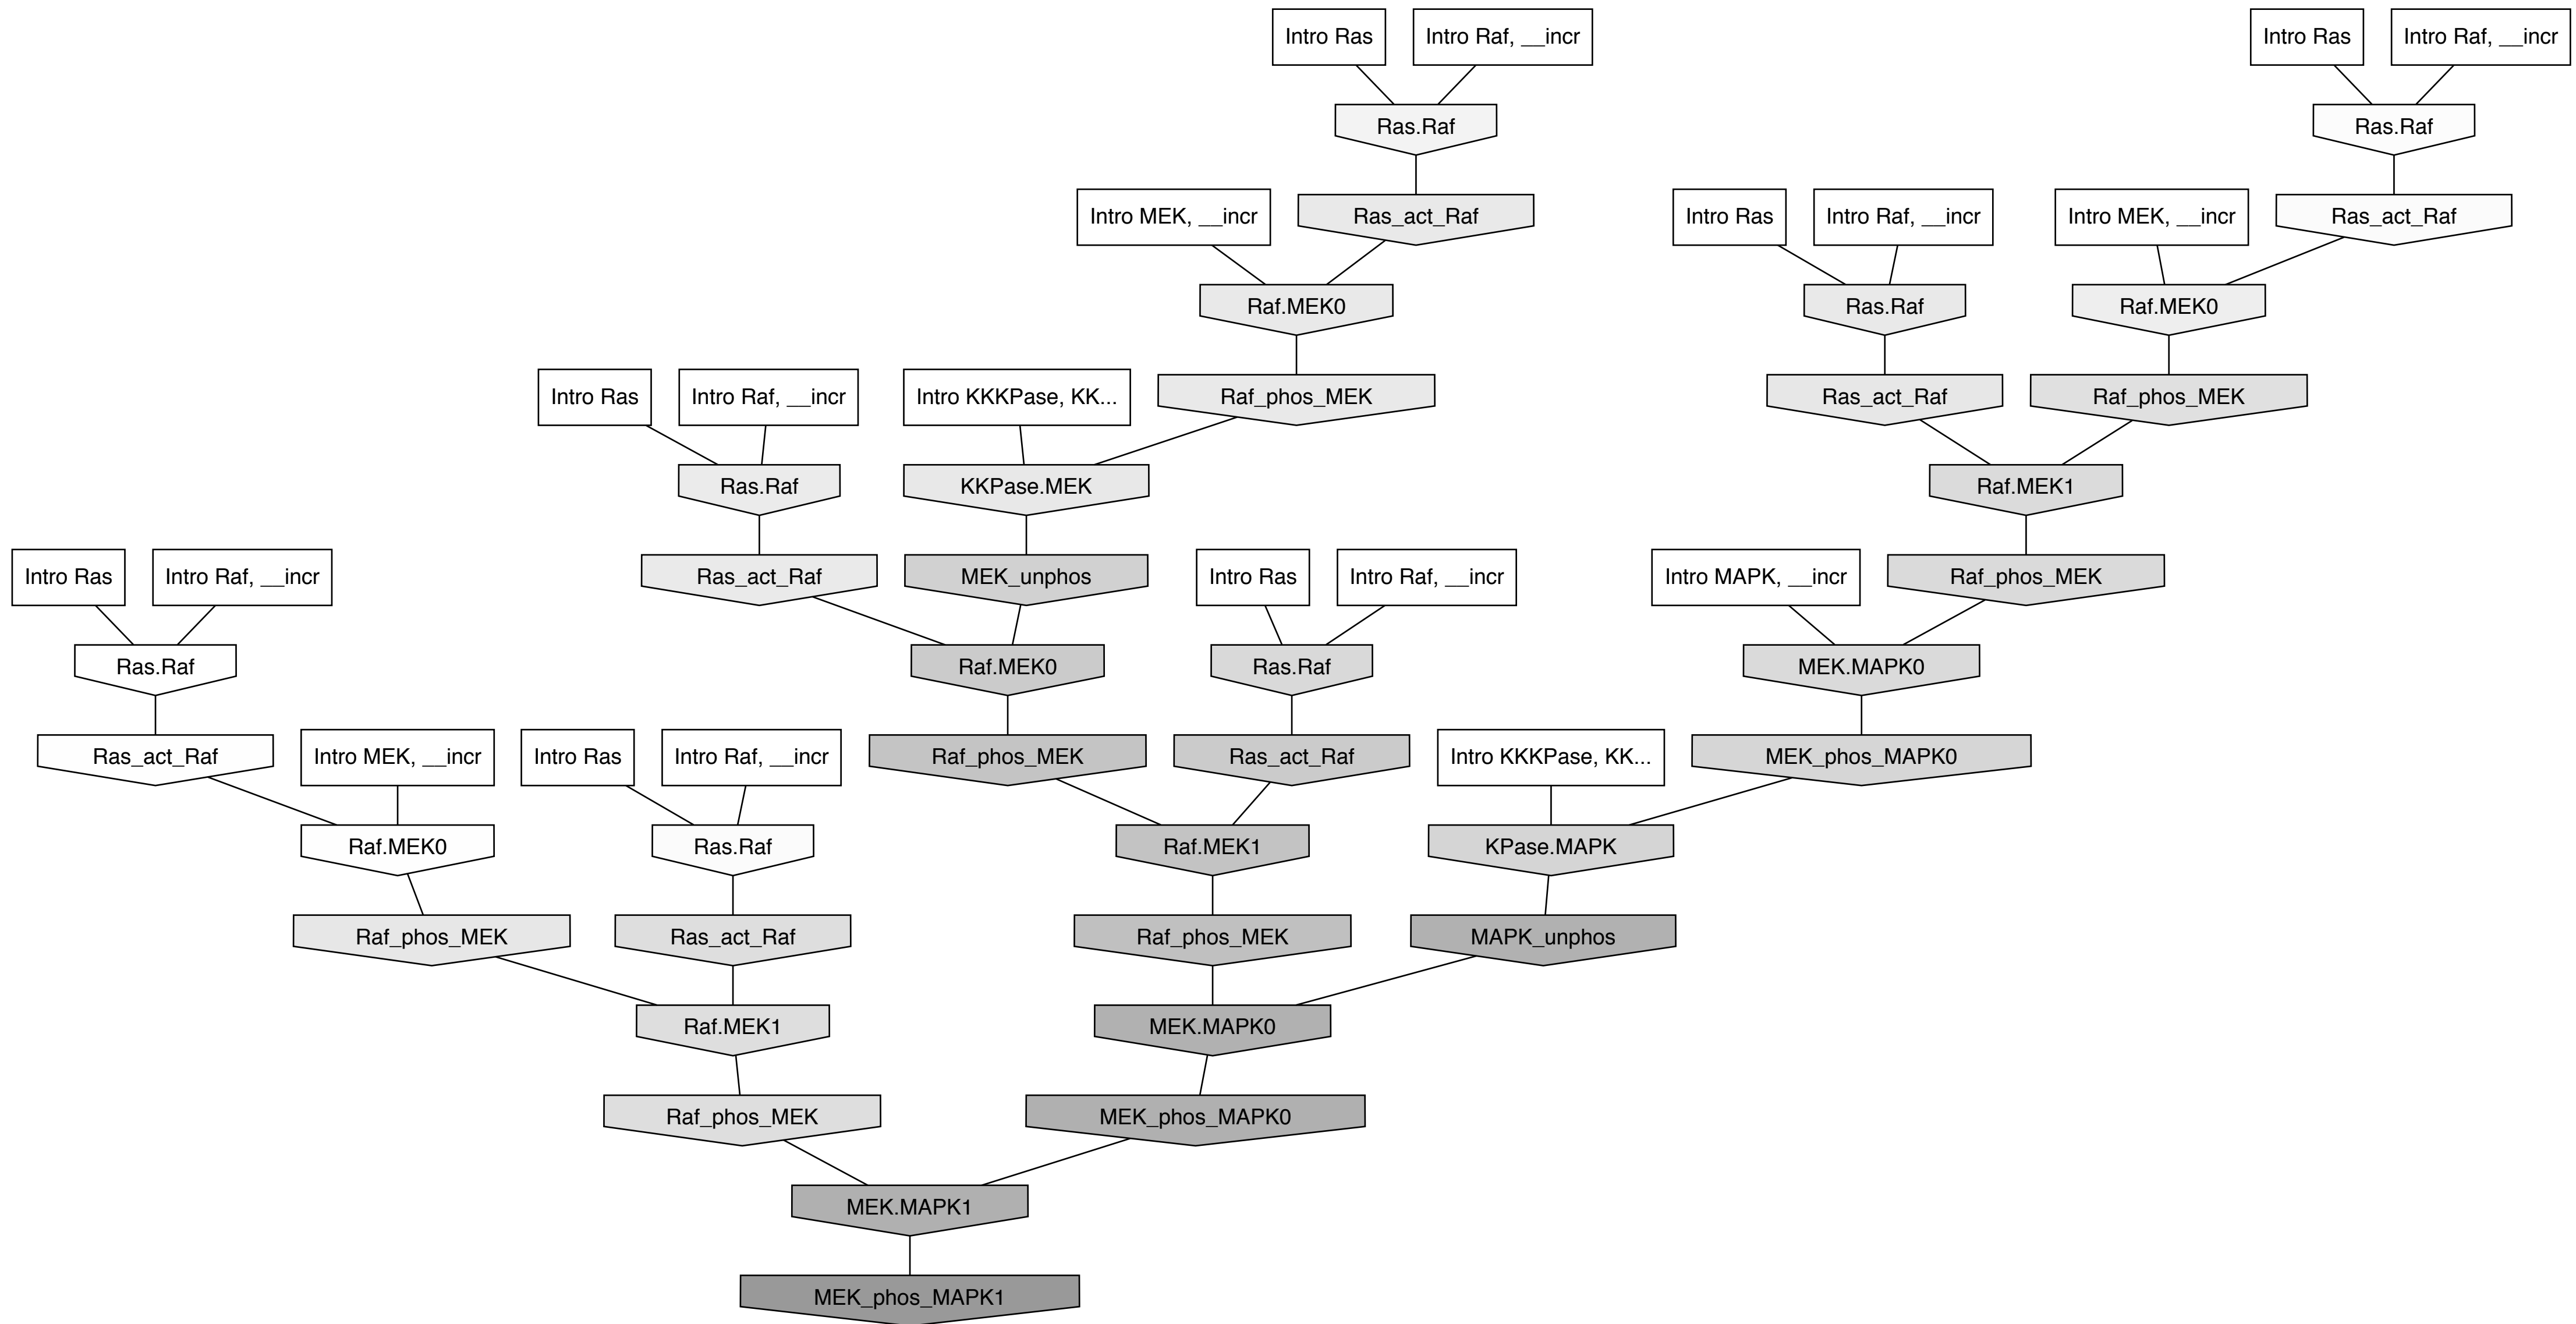 Intro Ras
Intro Raf, __incr
Intro Ras
Intro Raf, __incr
Ras.Raf
Ras.Raf
Intro MEK, __incr
Ras_act_Raf
Intro Ras
Intro Raf, __incr
Intro MEK, __incr
Ras_act_Raf
Raf.MEK0
Ras.Raf
Raf.MEK0
Intro Ras
Intro Raf, __incr
Intro KKKPase, KK...
Raf_phos_MEK
Ras_act_Raf
Raf_phos_MEK
Ras.Raf
KKPase.MEK
Raf.MEK1
Intro Ras
Intro Raf, __incr
Ras_act_Raf
MEK_unphos
Intro Ras
Intro Raf, __incr
Intro MAPK, __incr
Raf_phos_MEK
Ras.Raf
Raf.MEK0
Ras.Raf
MEK.MAPK0
Ras_act_Raf
Intro MEK, __incr
Intro Ras
Intro Raf, __incr
Raf_phos_MEK
Ras_act_Raf
Intro KKKPase, KK...
MEK_phos_MAPK0
Raf.MEK0
Ras.Raf
Raf.MEK1
KPase.MAPK
Raf_phos_MEK
Ras_act_Raf
Raf_phos_MEK
MAPK_unphos
Raf.MEK1
MEK.MAPK0
Raf_phos_MEK
MEK_phos_MAPK0
MEK.MAPK1
MEK_phos_MAPK1